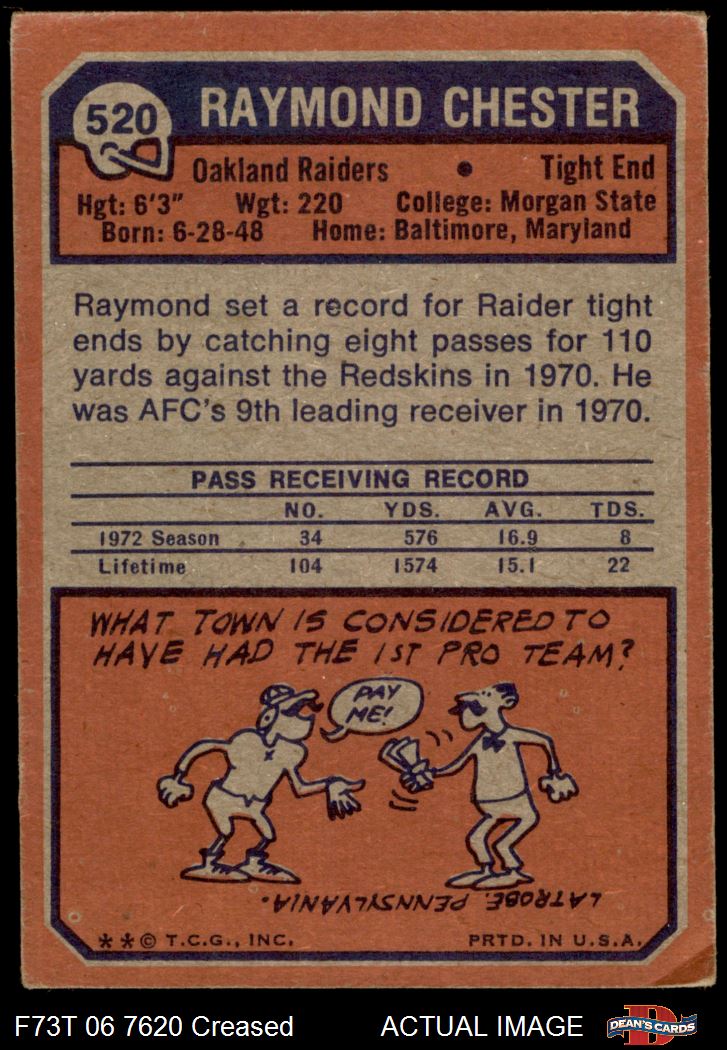 520
RAYMOND CHESTER
Oakland Raiders • Tight End
Hgt: 6'3" Wgt: 220 College: Morgan State
Born: 6-28-48 Home: Baltimore, Maryland
Raymond set a record for Raider tight
ends by catching eight passes for 110
yards against the Redskins in 1970. He
was AFC's 9th leading receiver in 1970.
PASS RECEIVING RECORD
NO. YDS. AVG. TDS.
1972 Season 34 576 16.9 8
Lifetime 104 1574 15.1 22
WHAT TOWN IS CONSIDERED TO
HAVE HAD THE 1ST PRO TEAM?
PAY
ME!
LATROBE, PENNSYLVANIA.
**© T.C.G., INC. PRTD. IN U.S.A.
F73T 06 7620 Creased ACTUAL IMAGE
D
DEAN'S CARDS